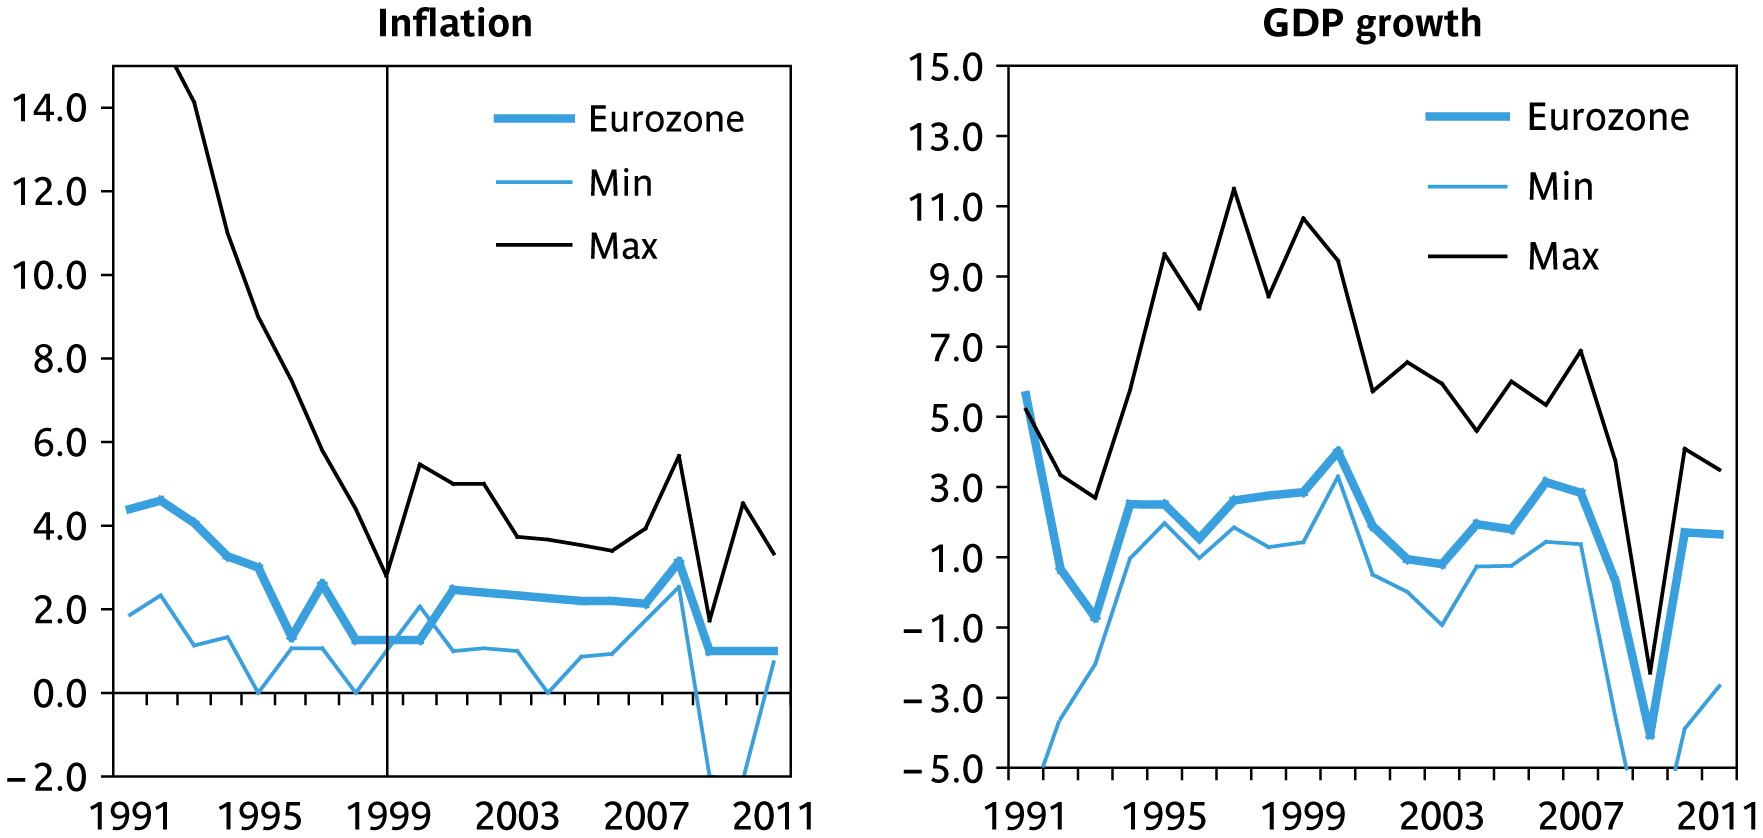 Inflation
14.0
12.0
10.0
8.0
6.0
4.0
2.0
0.0
–2.0
1991 1995 1999 2003 2007 2011
Eurozone
Min
Max
GDP growth
15.0
13.0
11.0
9.0
7.0
5.0
3.0
1.0
–1.0
–3.0
–5.0
1991 1995 1999 2003 2007 2011
Eurozone
Min
Max